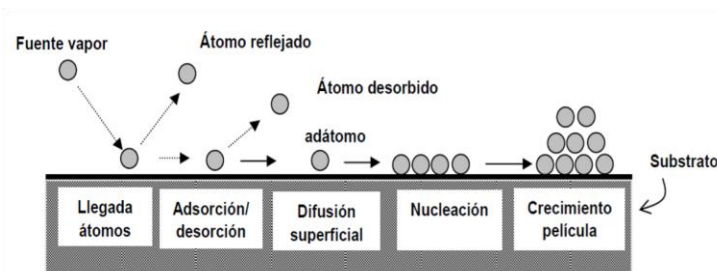 Fuente vapor
Átomo reflejado
Átomo desorbido
adátomo
Substrato
Llegada
átomos
Adsorción/
desorción
Difusión
superficial
Nucleación
Crecimiento
película